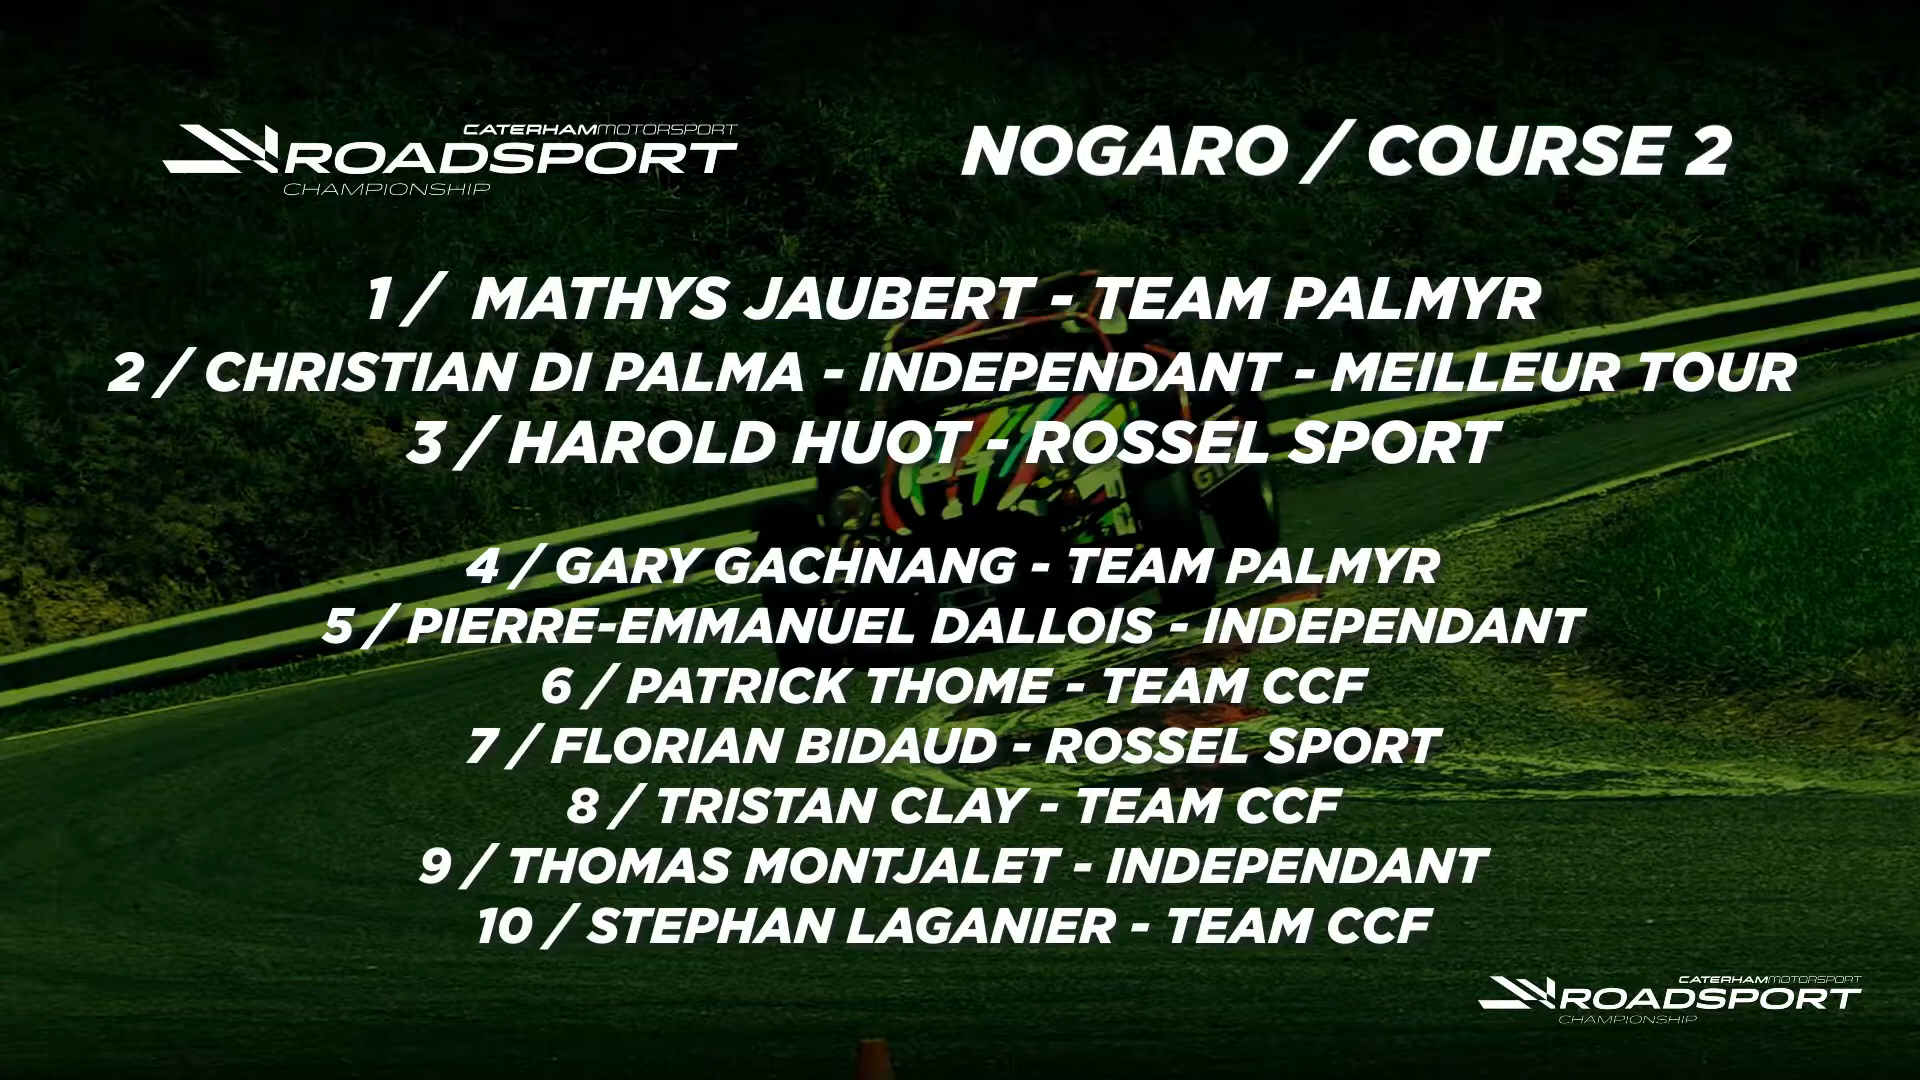 CATERHAMMOTORSPORT
ROADSPORT
CHAMPIONSHIP
NOGARO / COURSE 2
1 / MATHYS JAUBERT - TEAM PALMYR
2 / CHRISTIAN DI PALMA - INDEPENDANT - MEILLEUR TOUR
3 / HAROLD HUOT - ROSSEL SPORT
4 / GARY GACHNANG - TEAM PALMYR
5 / PIERRE-EMMANUEL DALLOIS - INDEPENDANT
6 / PATRICK THOME - TEAM CCF
7 / FLORIAN BIDAUD - ROSSEL SPORT
8 / TRISTAN CLAY - TEAM CCF
9 / THOMAS MONTJALET - INDEPENDANT
10 / STEPHAN LAGANIER - TEAM CCF
CATERHAMMOTORSPORT
ROADSPORT
CHAMPIONSHIP